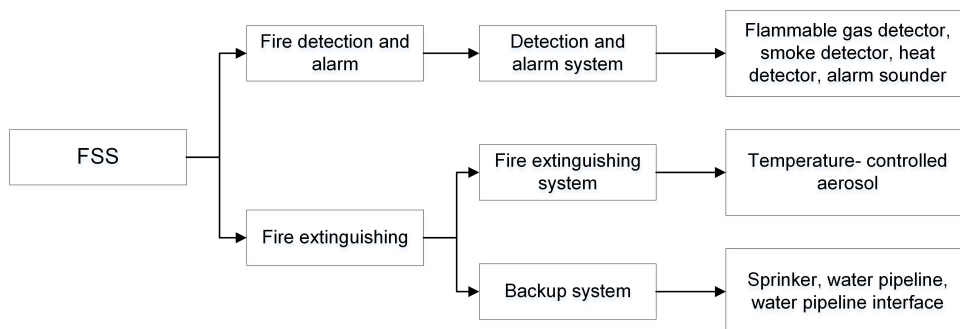 Fire detection and
alarm
Detection and
alarm system
Flammable gas detector,
smoke detector, heat
detector, alarm sounder
FSS
Fire extinguishing
system
Temperature- controlled
aerosol
Fire extinguishing
Backup system
Sprinker, water pipeline,
water pipeline interface